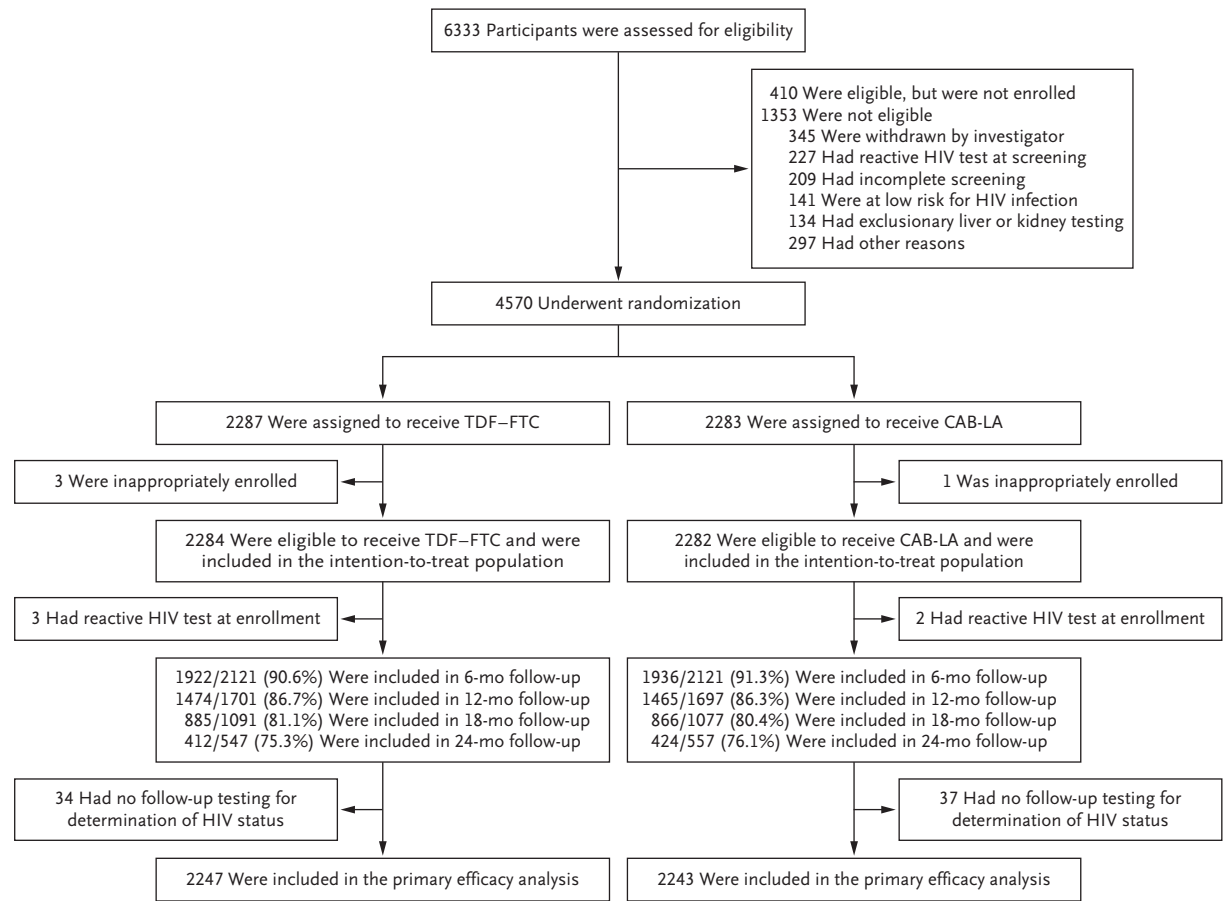 6333 Participants were assessed for eligibility
410 Were eligible, but were not enrolled
1353 Were not eligible
345 Were withdrawn by investigator
227 Had reactive HIV test at screening
209 Had incomplete screening
141 Were at low risk for HIV infection
134 Had exclusionary liver or kidney testing
297 Had other reasons
4570 Underwent randomization
2287 Were assigned to receive TDF–FTC
2283 Were assigned to receive CAB-LA
3 Were inappropriately enrolled
1 Was inappropriately enrolled
2284 Were eligible to receive TDF–FTC and were
included in the intention-to-treat population
2282 Were eligible to receive CAB-LA and were
included in the intention-to-treat population
3 Had reactive HIV test at enrollment
2 Had reactive HIV test at enrollment
1922/2121 (90.6%) Were included in 6-mo follow-up
1474/1701 (86.7%) Were included in 12-mo follow-up
885/1091 (81.1%) Were included in 18-mo follow-up
412/547 (75.3%) Were included in 24-mo follow-up
1936/2121 (91.3%) Were included in 6-mo follow-up
1465/1697 (86.3%) Were included in 12-mo follow-up
866/1077 (80.4%) Were included in 18-mo follow-up
424/557 (76.1%) Were included in 24-mo follow-up
34 Had no follow-up testing for
determination of HIV status
37 Had no follow-up testing for
determination of HIV status
2247 Were included in the primary efficacy analysis
2243 Were included in the primary efficacy analysis